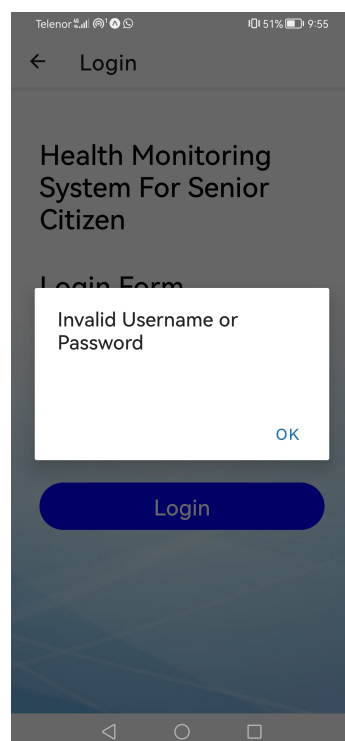 Telenor 51% 9:55
Login
Health Monitoring
System For Senior
Citizen
Login Form
Invalid Username or
Password
OK
Login